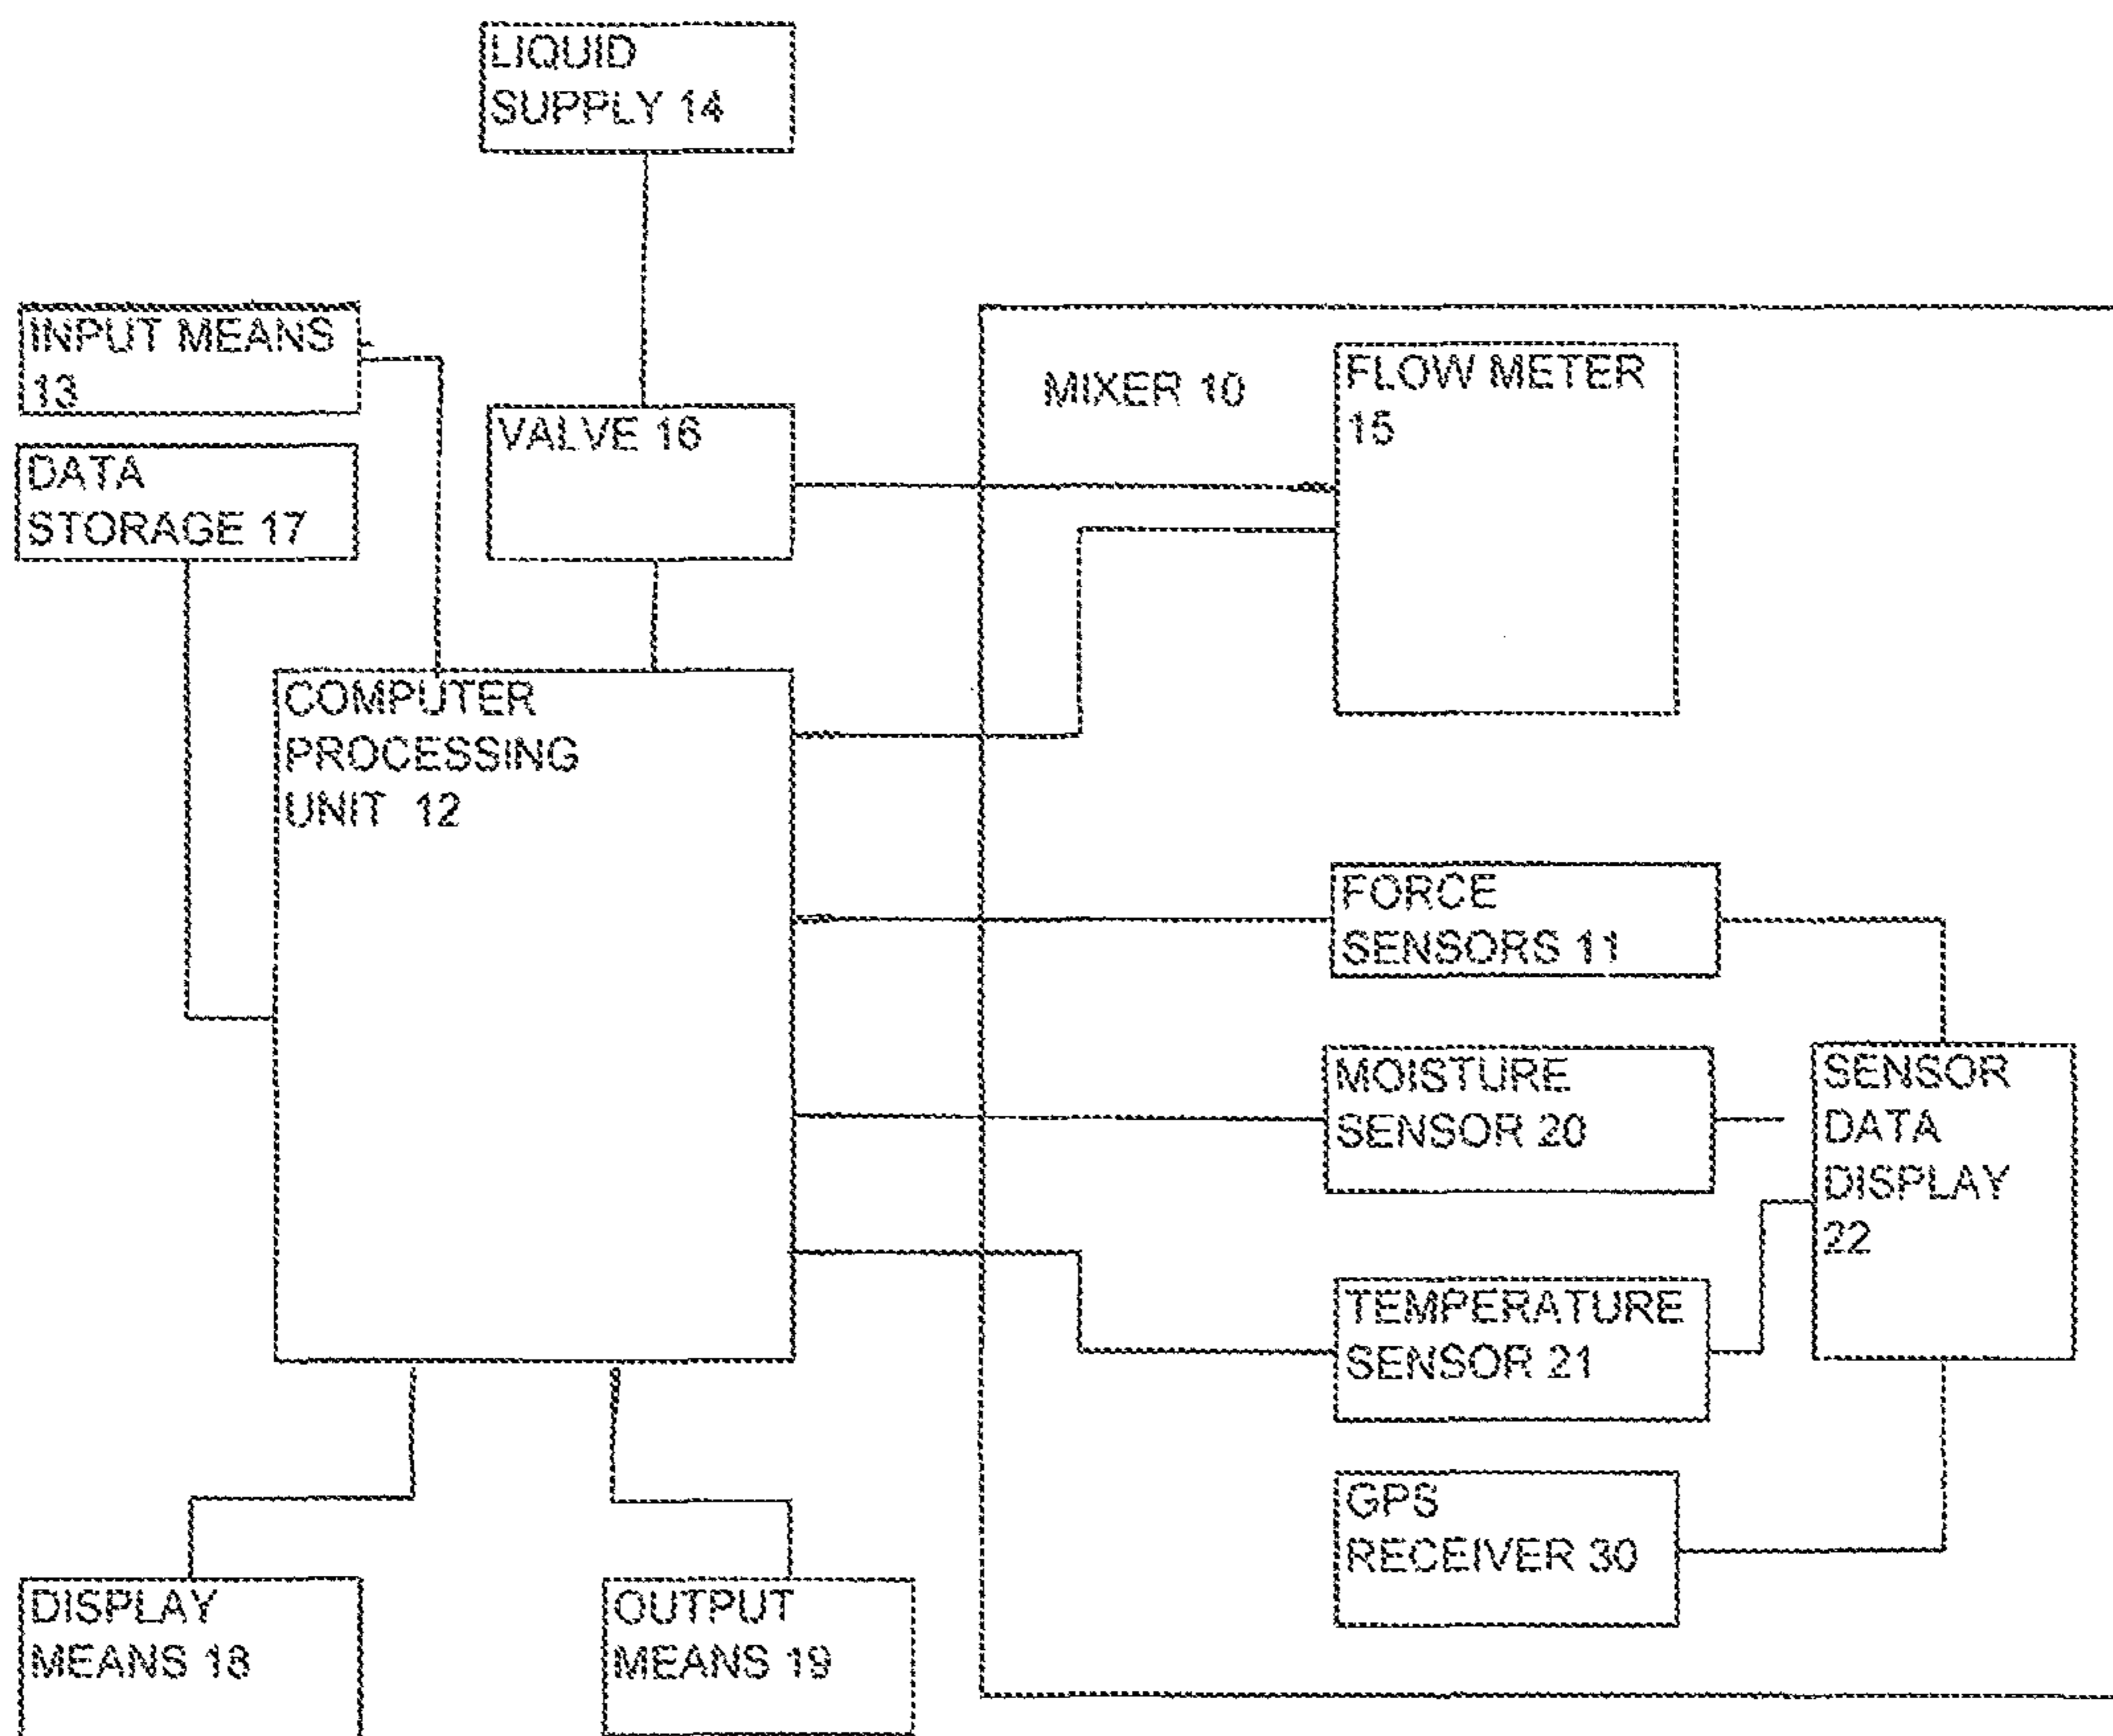 LIQUID
SUPPLY 14
INPUT MEANS
13
DATA
STORAGE 17
VALVE 16
MIXER 10
FLOW METER
15
COMPUTER
PROCESSING
UNIT 12
FORCE
SENSORS 11
MOISTURE
SENSOR 20
SENSOR
DATA
DISPLAY
22
TEMPERATURE
SENSOR 21
GPS
RECEIVER 30
DISPLAY
MEANS 18
OUTPUT
MEANS 19